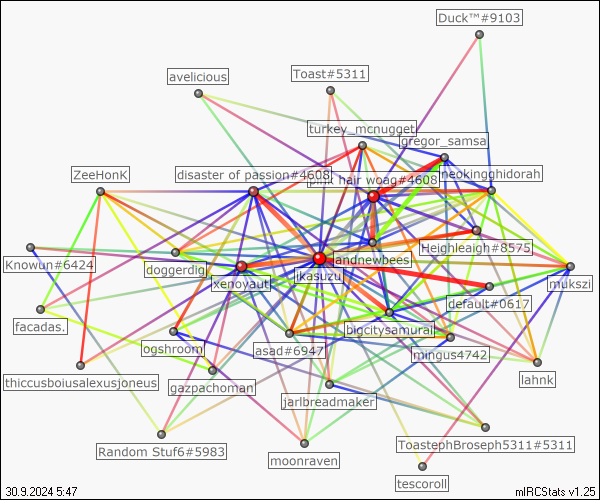 Duck™#9103
avelicious
Toast#5311
turkey_mcnugget
gregor_samsa
ZeeHonK
disaster of passion#4608
pink hair woag#4608
neokingghidorah
Heighleaigh#8575
andnewbees
Knowun#6424
doggerdig
xenoyaut
ikasuzu
mukszi
default#0617
facadas.
bigcitysamurai
ogshroom
asad#6947
mingus4742
thiccusboiusalexusjoneus
gazpachoman
lahnk
jarlbreadmaker
Random Stuf6#5983
moonraven
ToastephBroseph5311#5311
tescoroll
30.9.2024 5:47
mIRCStats v1.25